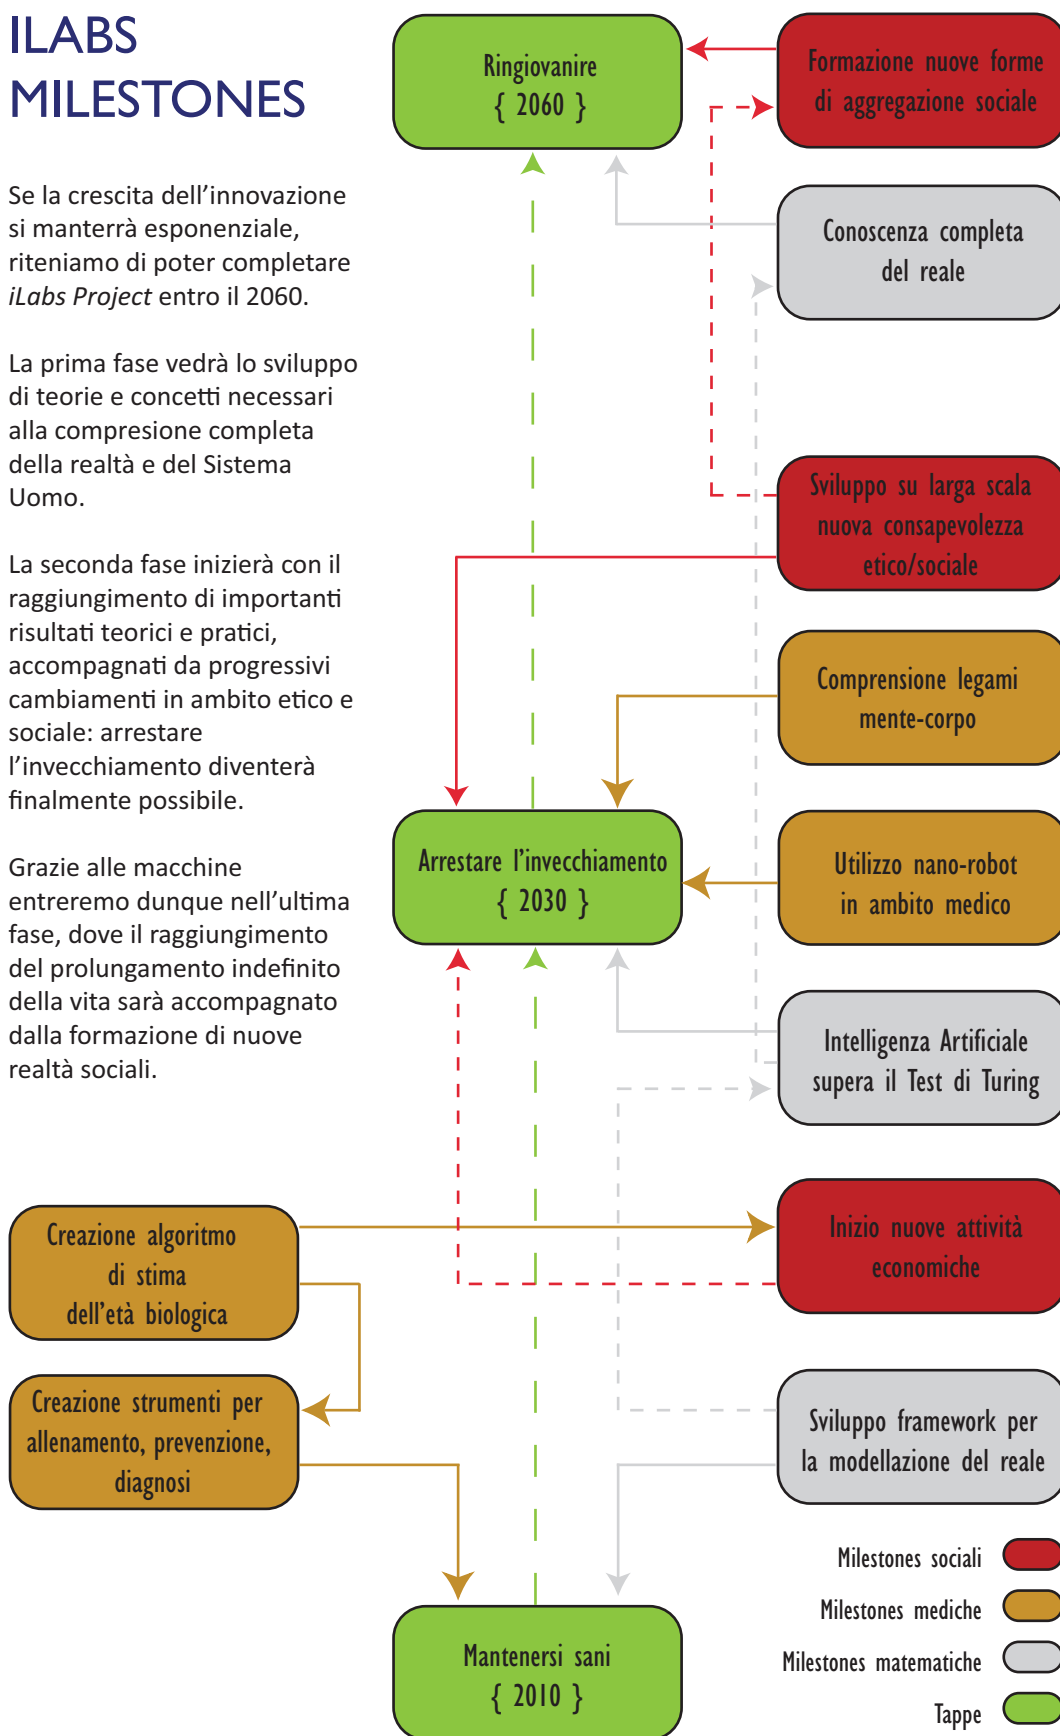 ILABS
MILESTONES
Se la crescita dell'innovazione
si manterrà esponenziale,
riteniamo di poter completare
iLabs Project entro il 2060.
La prima fase vedrà lo sviluppo
di teorie e concetti necessari
alla compresione completa
della realtà e del Sistema
Uomo.
La seconda fase inizierà con il
raggiungimento di importanti
risultati teorici e pratici,
accompagnati da progressivi
cambiamenti in ambito etico e
sociale: arrestare
l'invecchiamento diventerà
finalmente possibile.
Grazie alle macchine
entreremo dunque nell'ultima
fase, dove il raggiungimento
del prolungamento indefinito
della vita sarà accompagnato
dalla formazione di nuove
realtà sociali.
Ringiovanire
{ 2060 }
Formazione nuove forme
di aggregazione sociale
Conoscenza completa
del reale
Sviluppo su larga scala
nuova consapevolezza
etico/sociale
Comprensione legami
mente-corpo
Arrestare l'invecchiamento
{ 2030 }
Utilizzo nano-robot
in ambito medico
Intelligenza Artificiale
supera il Test di Turing
Creazione algoritmo
di stima
dell'età biologica
Inizio nuove attività
economiche
Creazione strumenti per
allenamento, prevenzione,
diagnosi
Sviluppo framework per
la modellazione del reale
Mantenersi sani
{ 2010 }
Milestones sociali
Milestones mediche
Milestones matematiche
Tappe